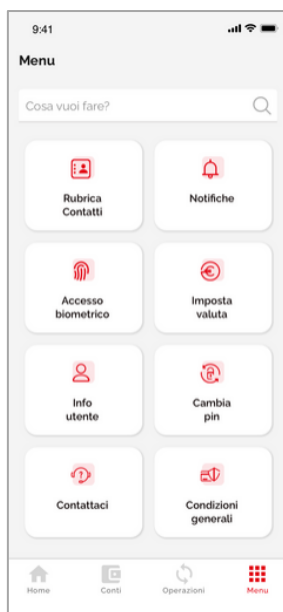 9:41
Menu
Cosa vuoi fare?
Rubrica
Contatti
Notifiche
Accesso
biometrico
Imposta
valuta
Info
utente
Cambia
pin
Contattaci
Condizioni
generali
Home
Conti
Operazioni
Menu